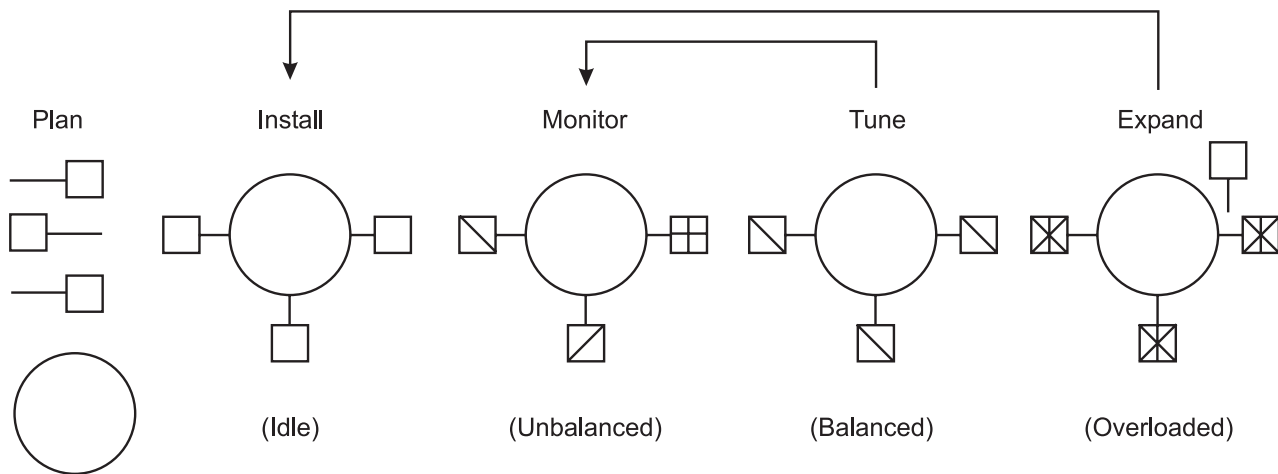 Plan
Install
Monitor
Tune
Expand
(Idle)
(Unbalanced)
(Balanced)
(Overloaded)